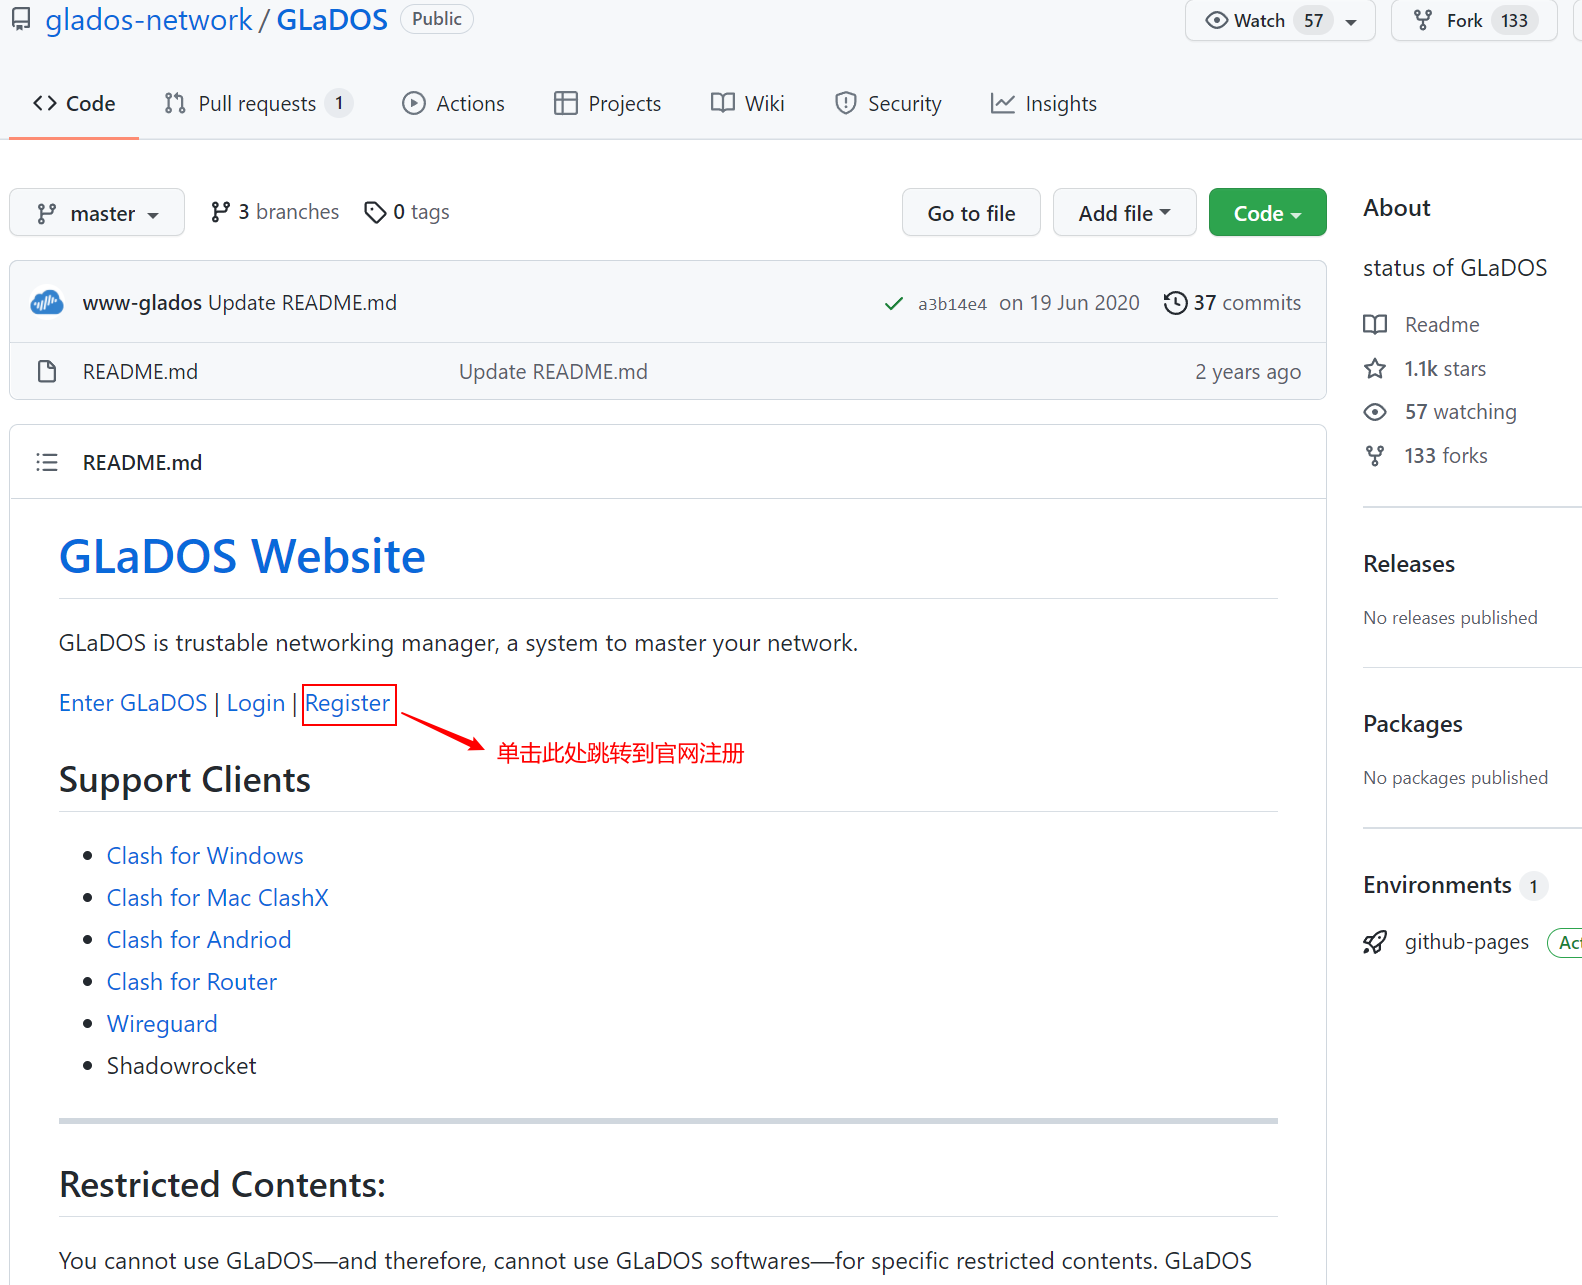 glados-network / GLaDOS Public
Watch 57
Fork 133
Code
Pull requests 1
Actions
Projects
Wiki
Security
Insights
master
3 branches
0 tags
Go to file
Add file
Code
www-glados Update README.md
a3b14e4 on 19 Jun 2020
37 commits
README.md
Update README.md
2 years ago
README.md
GLaDOS Website
GLaDOS is trustable networking manager, a system to master your network.
Enter GLaDOS | Login | Register
单击此处跳转到官网注册
Support Clients
Clash for Windows
Clash for Mac ClashX
Clash for Andriod
Clash for Router
Wireguard
Shadowrocket
Restricted Contents:
You cannot use GLaDOS—and therefore, cannot use GLaDOS softwares—for specific restricted contents. GLaDOS
About
status of GLaDOS
Readme
1.1k stars
57 watching
133 forks
Releases
No releases published
Packages
No packages published
Environments 1
github-pages